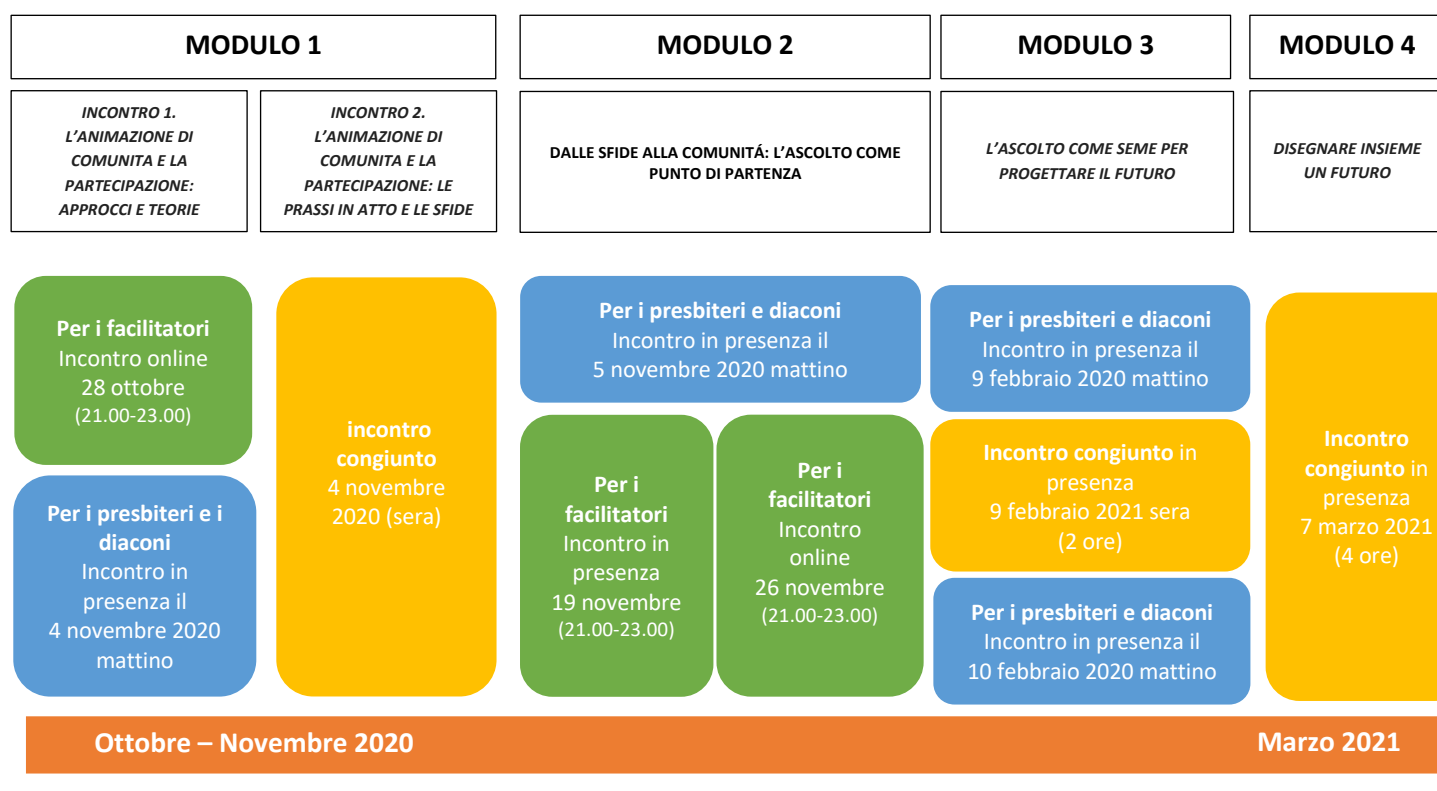 MODULO 1
MODULO 2
MODULO 3
MODULO 4
INCONTRO 1.
L'ANIMAZIONE DI
COMUNITA E LA
PARTECIPAZIONE:
APPROCCI E TEORIE
INCONTRO 2.
L'ANIMAZIONE DI
COMUNITA E LA
PARTECIPAZIONE: LE
PRASSI IN ATTO E LE SFIDE
DALLE SFIDE ALLA COMUNITÁ: L'ASCOLTO COME
PUNTO DI PARTENZA
L'ASCOLTO COME SEME PER
PROGETTARE IL FUTURO
DISEGNARE INSIEME
UN FUTURO
Per i facilitatori
Incontro online
28 ottobre
(21.00-23.00)
Per i presbiteri e i
diaconi
Incontro in
presenza il
4 novembre 2020
mattino
incontro
congiunto
4 novembre
2020 (sera)
Per i presbiteri e diaconi
Incontro in presenza il
5 novembre 2020 mattino
Per i
facilitatori
Incontro in
presenza
19 novembre
(21.00-23.00)
Per i
facilitatori
Incontro
online
26 novembre
(21.00-23.00)
Per i presbiteri e diaconi
Incontro in presenza il
9 febbraio 2020 mattino
Incontro congiunto in
presenza
9 febbraio 2021 sera
(2 ore)
Per i presbiteri e diaconi
Incontro in presenza il
10 febbraio 2020 mattino
Incontro
congiunto in
presenza
7 marzo 2021
(4 ore)
Ottobre – Novembre 2020
Marzo 2021